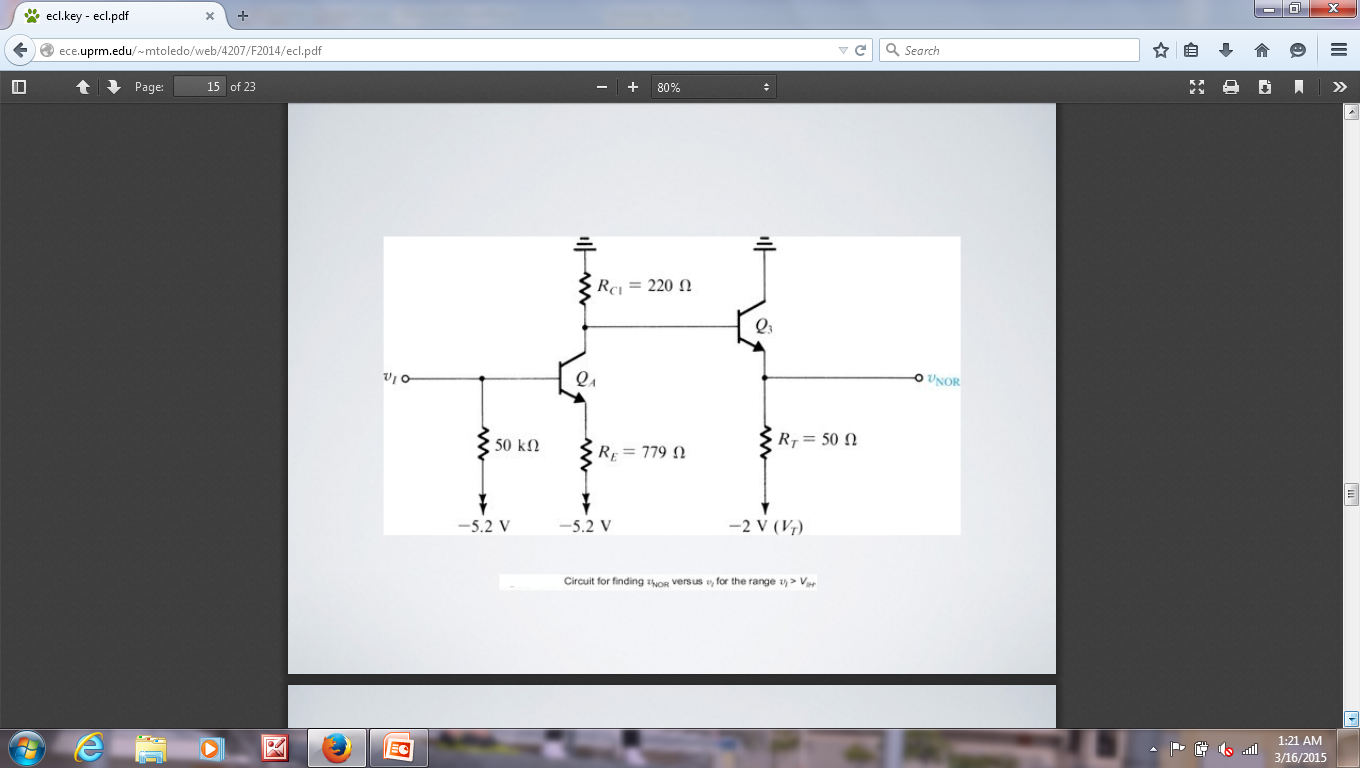 ecl.key - ecl.pdf
ece.uprm.edu/~mtoledo/web/4207/F2014/ecl.pdf
Search
Page: 15 of 23
80%
R_C1 = 220 Ω
Q_3
v_I
Q_A
v_NOR
50 kΩ
R_E = 779 Ω
R_T = 50 Ω
−5.2 V
−5.2 V
−2 V (V_T)
Circuit for finding v_NOR versus v_I for the range v_I > V_IH.
1:21 AM
3/16/2015